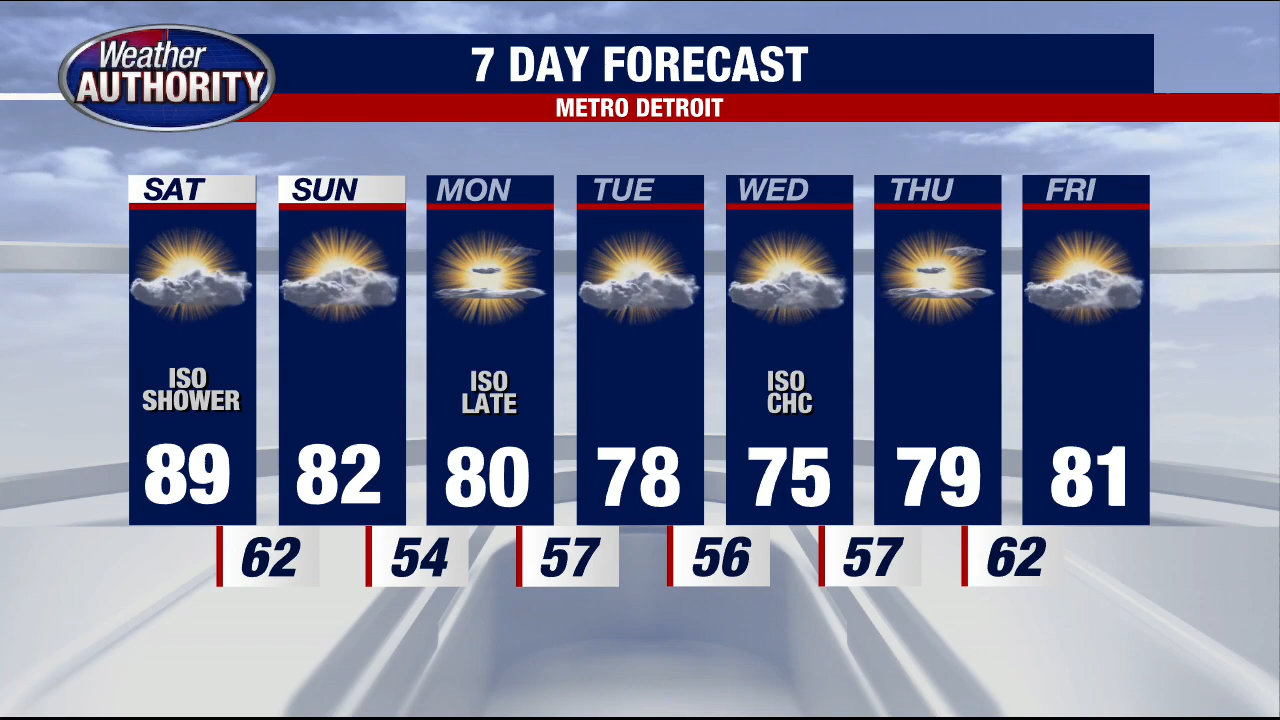 Weather
AUTHORITY
7 DAY FORECAST
METRO DETROIT
SAT SUN MON TUE WED THU FRI
ISO
SHOWER
ISO
LATE
ISO
CHC
89 82 80 78 75 79 81
62 54 57 56 57 62